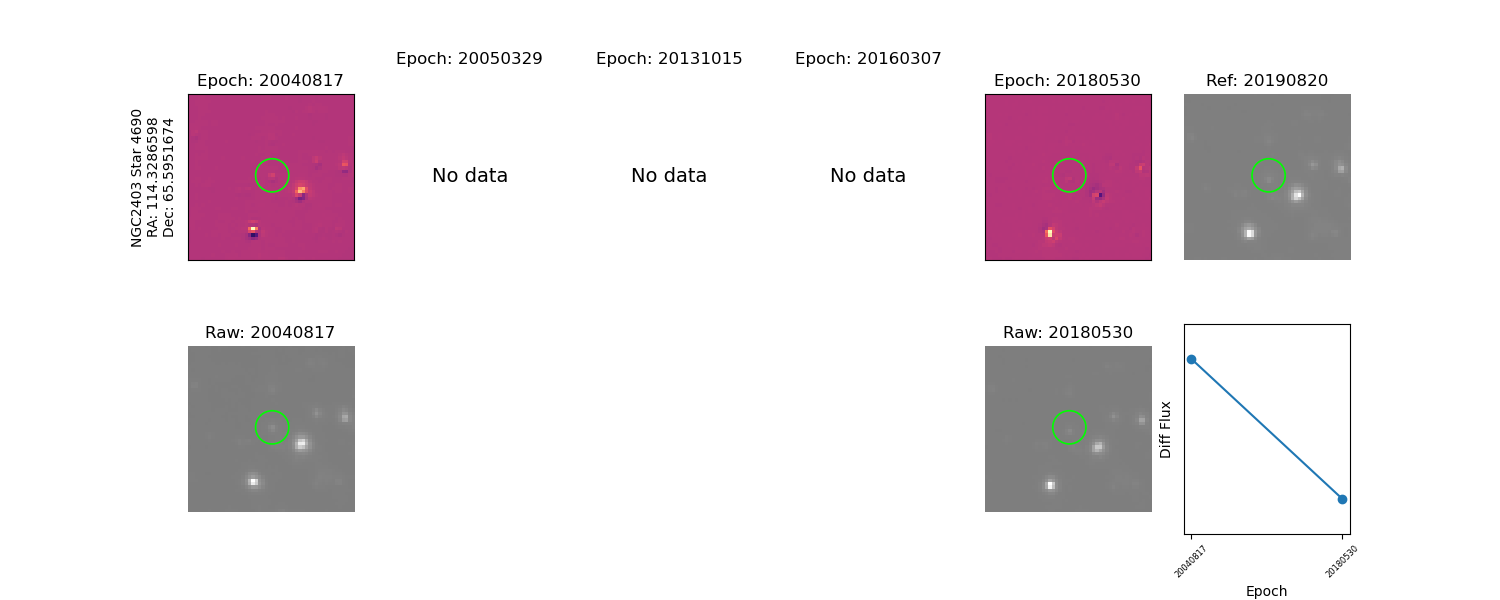 Epoch: 20040817
Epoch: 20050329
Epoch: 20131015
Epoch: 20160307
Epoch: 20180530
Ref: 20190820
NGC2403 Star 4690
RA: 114.3286598
Dec: 65.5951674
No data
No data
No data
Raw: 20040817
Raw: 20180530
Diff Flux
20040817
20180530
Epoch